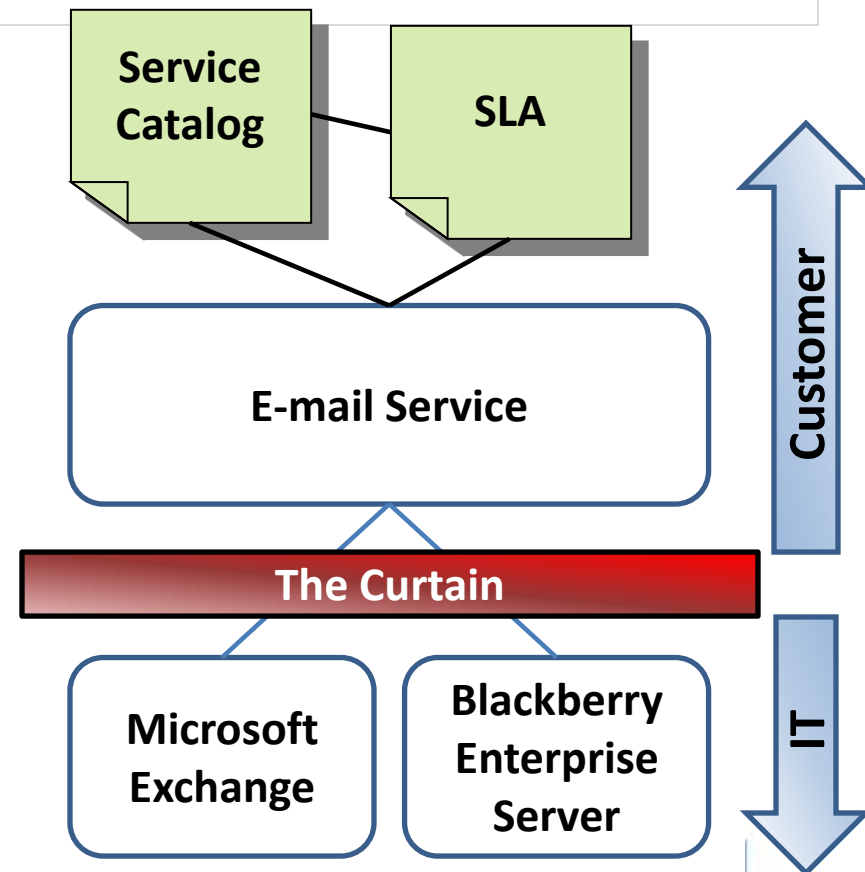 Service
Catalog
SLA
E-mail Service
Customer
The Curtain
Microsoft
Exchange
Blackberry
Enterprise
Server
IT